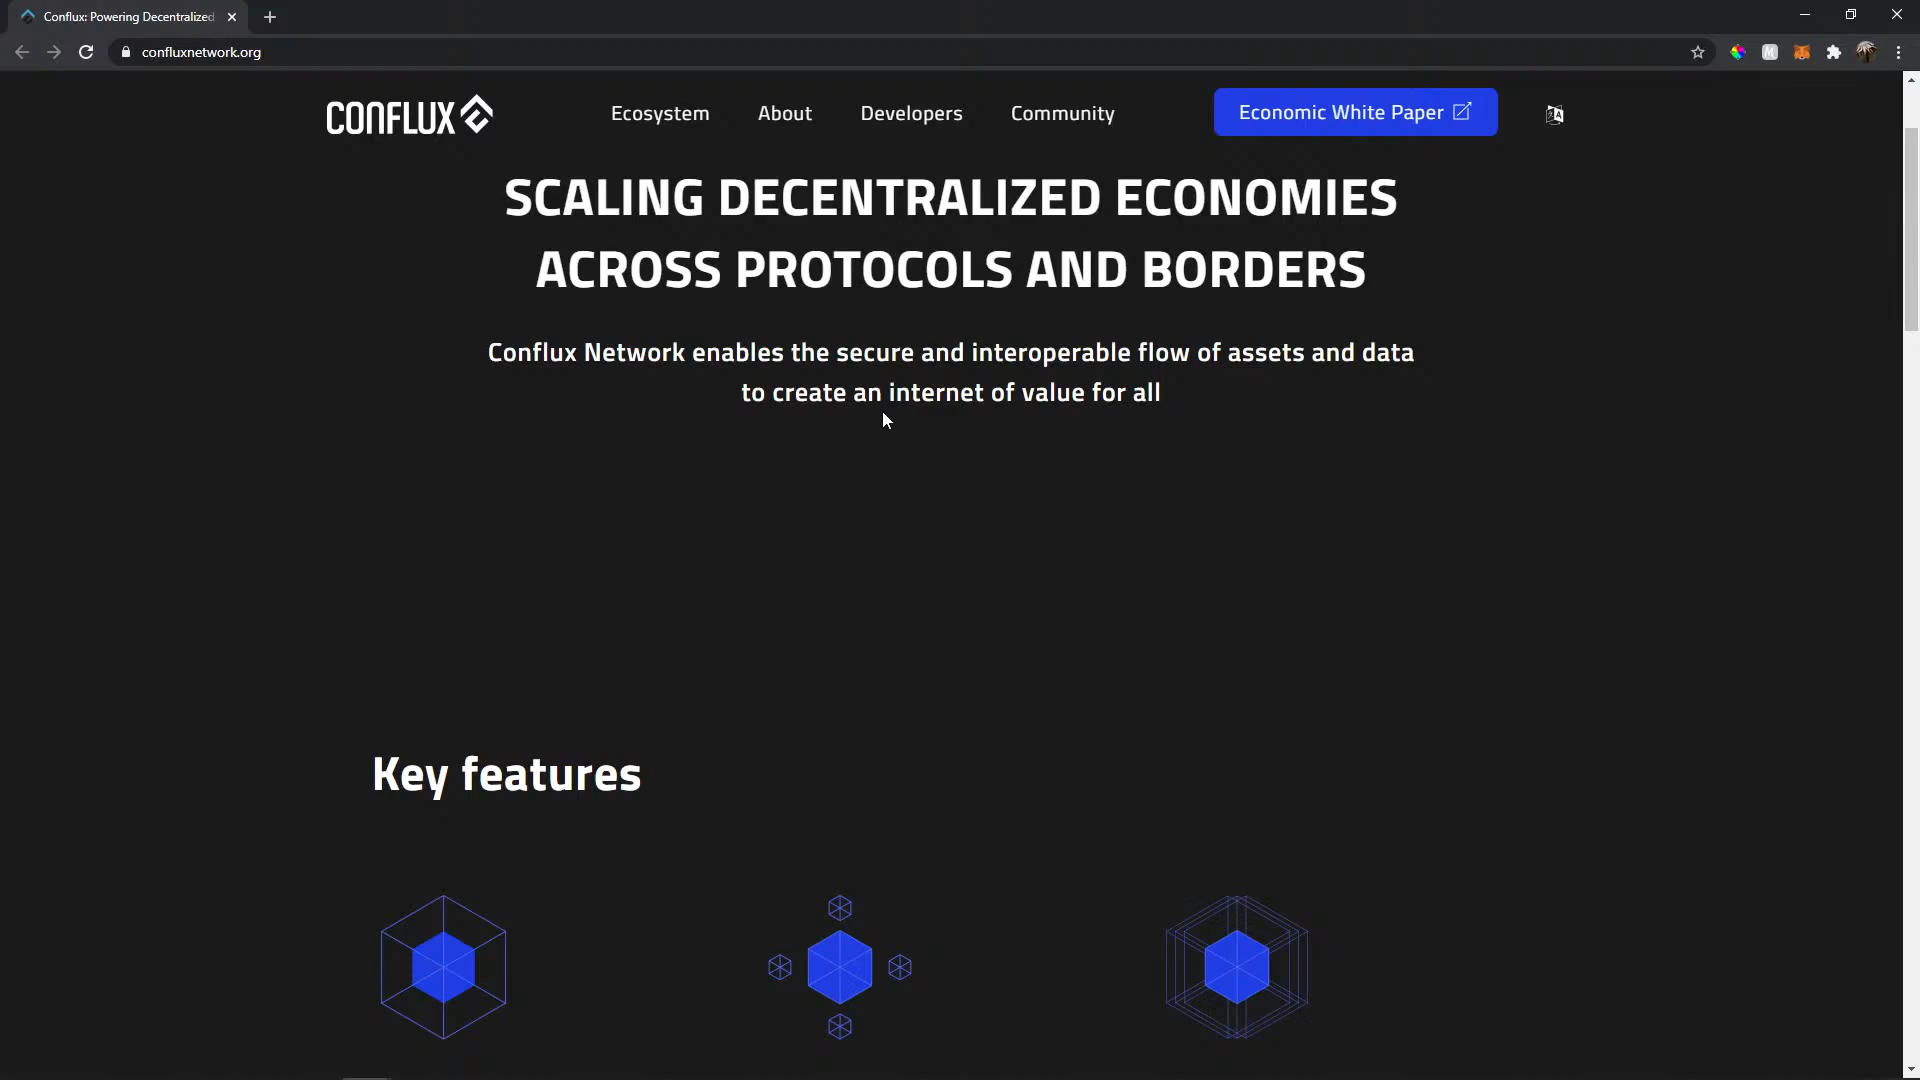 Conflux: Powering Decentralized
confluxnetwork.org
CONFLUX
Ecosystem
About
Developers
Community
Economic White Paper
SCALING DECENTRALIZED ECONOMIES
ACROSS PROTOCOLS AND BORDERS
Conflux Network enables the secure and interoperable flow of assets and data
to create an internet of value for all
Key features